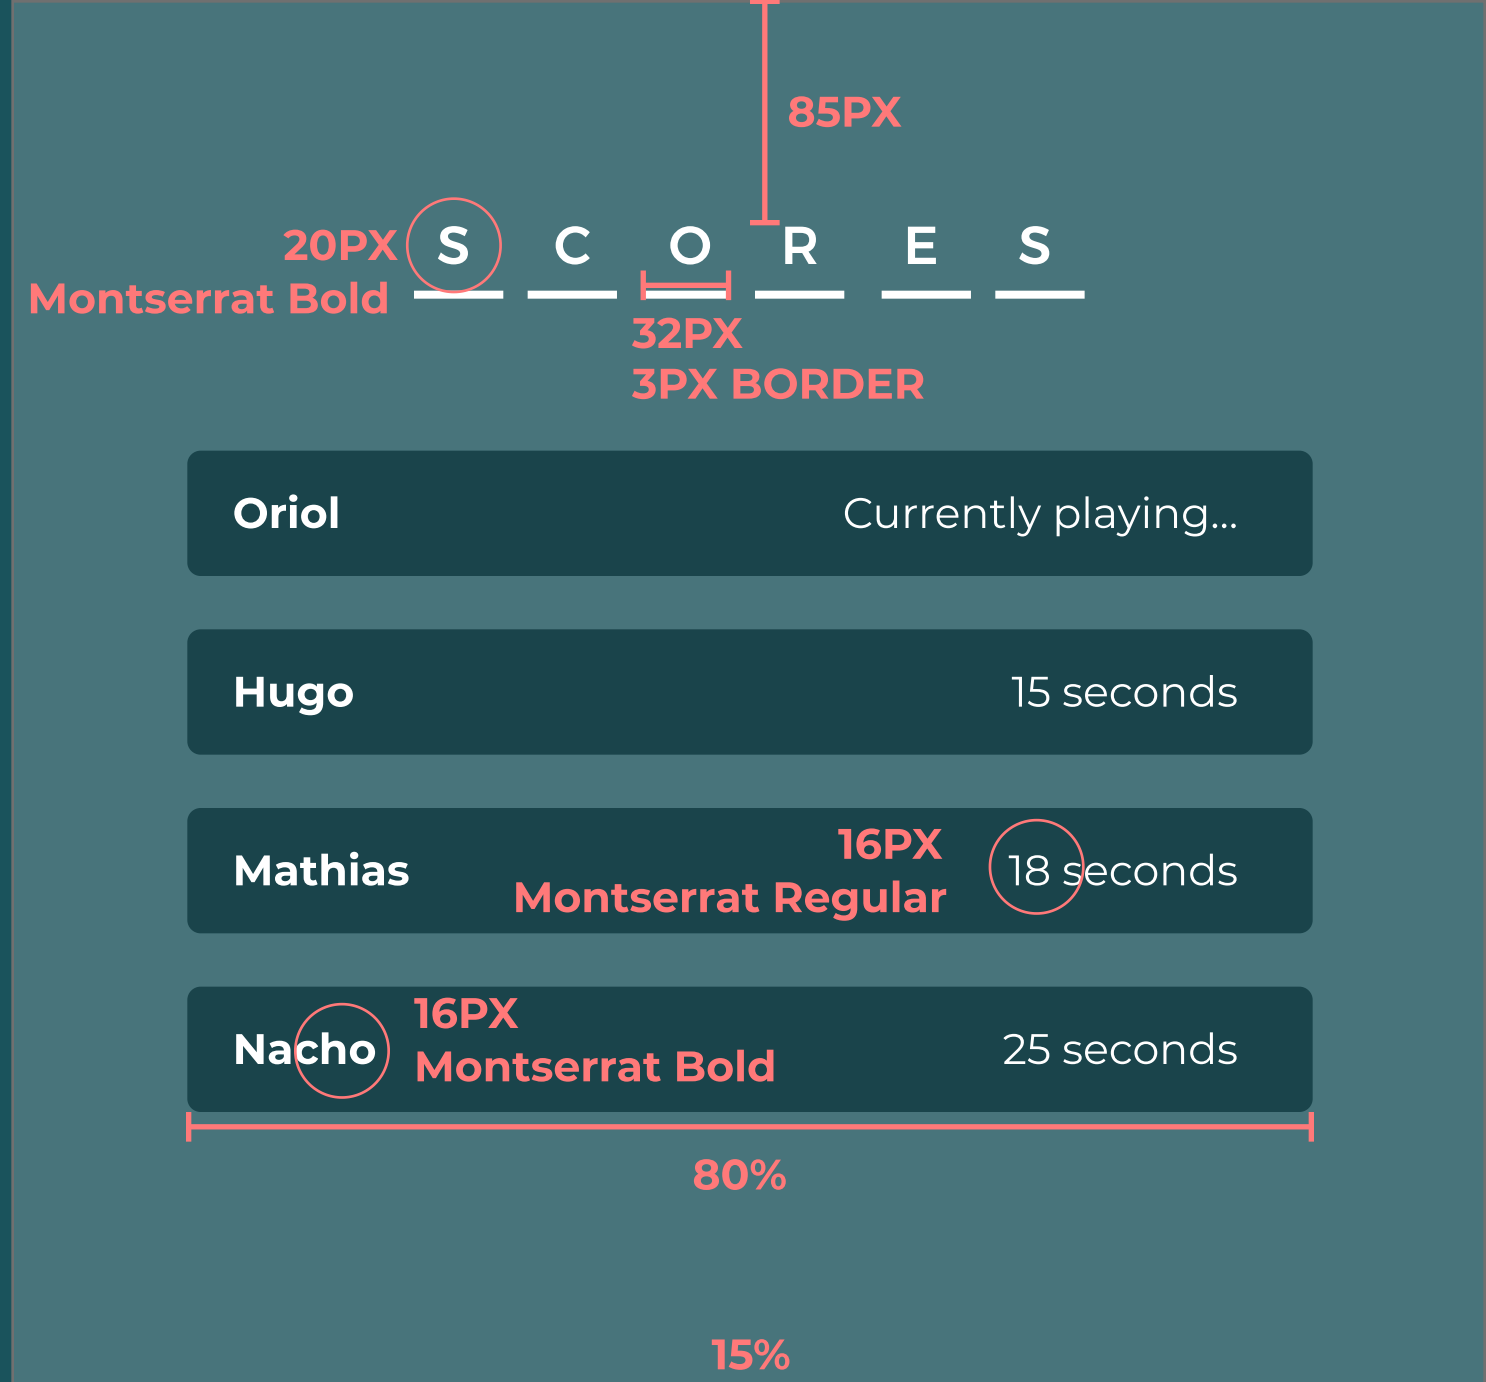 85PX
20PX S C O R E S
Montserrat Bold
32PX
3PX BORDER
Oriol Currently playing...
Hugo 15 seconds
16PX
Mathias 18 seconds
Montserrat Regular
16PX
Nacho 25 seconds
Montserrat Bold
80%
15%